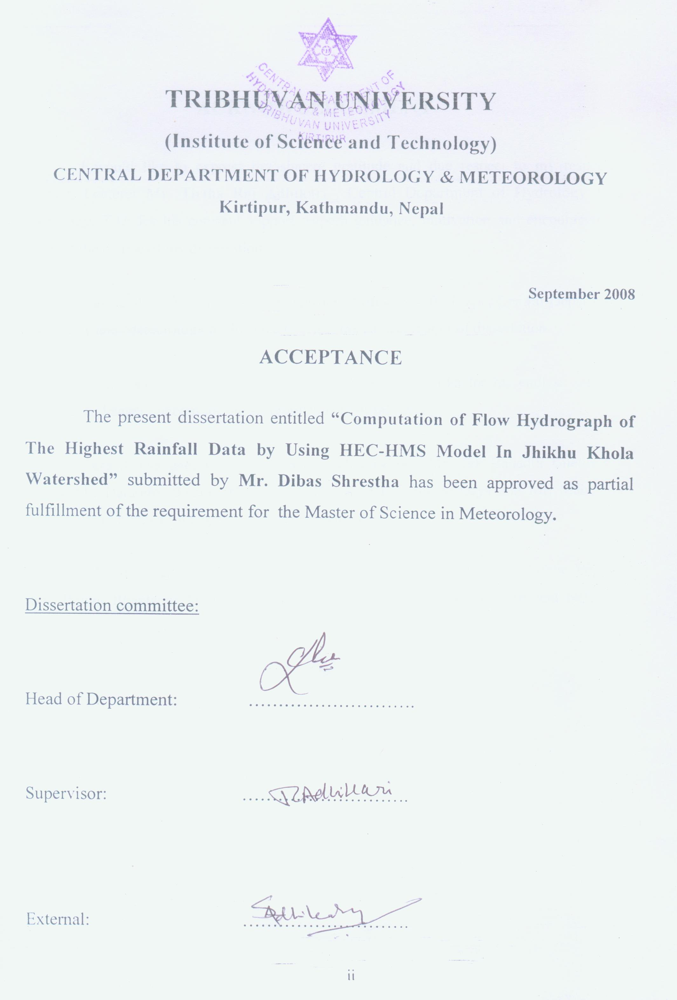 CENTRAL DEPARTMENT OF
HYDROLOGY & METEOROLOGY
TRIBHUVAN UNIVERSITY
KIRTIPUR
TRIBHUVAN UNIVERSITY
(Institute of Science and Technology)
CENTRAL DEPARTMENT OF HYDROLOGY & METEOROLOGY
Kirtipur, Kathmandu, Nepal
September 2008
ACCEPTANCE
The present dissertation entitled “Computation of Flow Hydrograph of
The Highest Rainfall Data by Using HEC-HMS Model In Jhikhu Khola
Watershed” submitted by Mr. Dibas Shrestha has been approved as partial
fulfillment of the requirement for the Master of Science in Meteorology.
Dissertation committee:
Head of Department: ............................
Supervisor: ............................ Adhikari
External: ............................ SAdhikary
ii